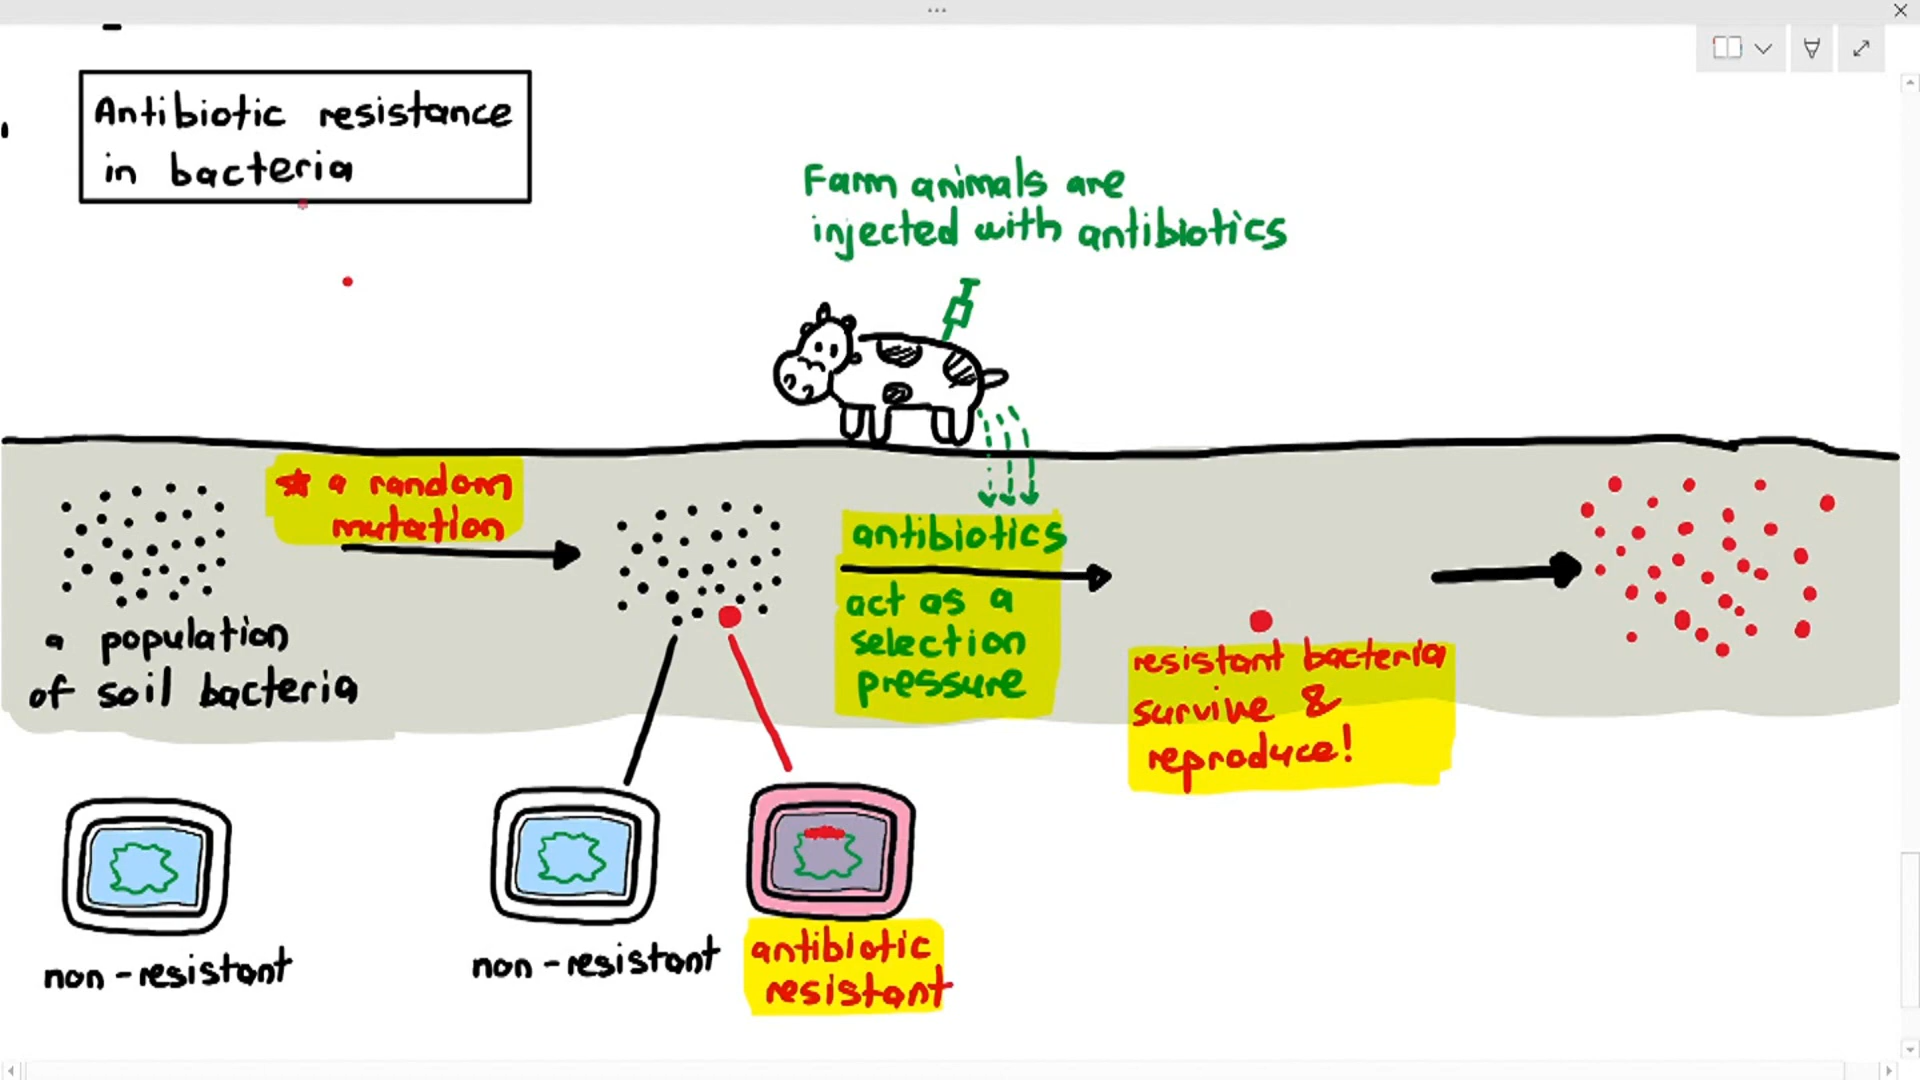 Antibiotic resistance
in bacteria
Farm animals are
injected with antibiotics
* a random
mutation
a population
of soil bacteria
antibiotics
act as a
selection
pressure
resistant bacteria
survive &
reproduce!
non-resistant
non-resistant
antibiotic
resistant